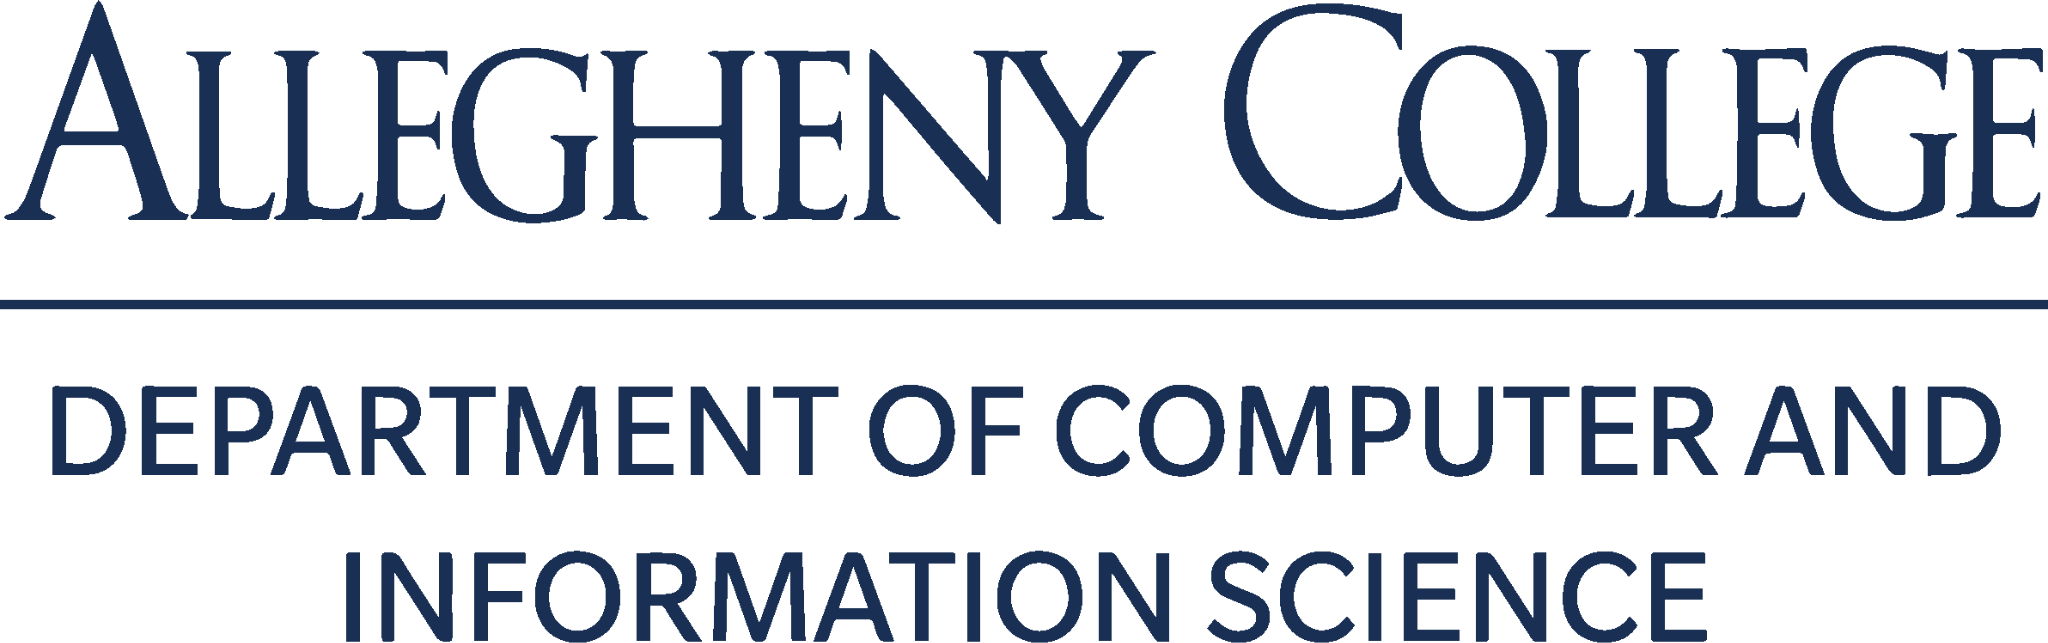 ALLEGHENY COLLEGE
DEPARTMENT OF COMPUTER AND
INFORMATION SCIENCE